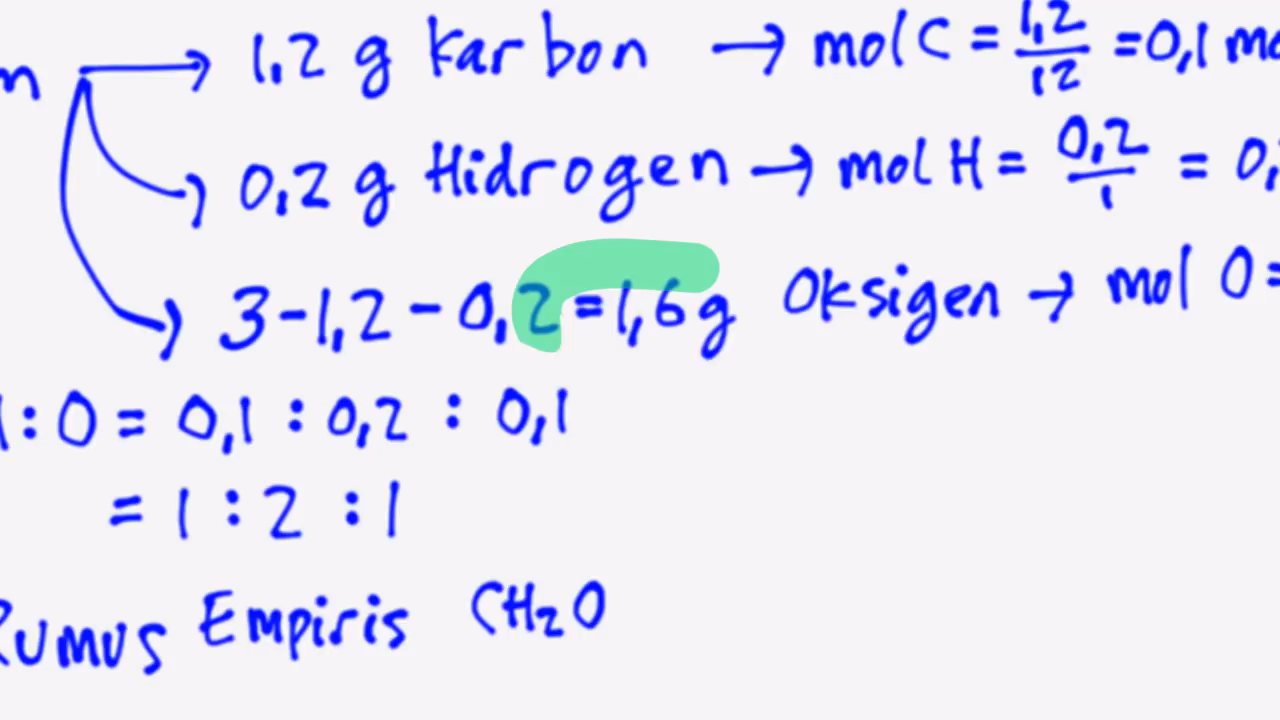 n → 1,2 g Karbon → mol C = 1,2/12 = 0,1 mo
→ 0,2 g Hidrogen → mol H = 0,2/1 = 0,
→ 3 - 1,2 - 0,2 = 1,6 g Oksigen → mol O =
: O = 0,1 : 0,2 : 0,1
= 1 : 2 : 1
Rumus Empiris CH₂O